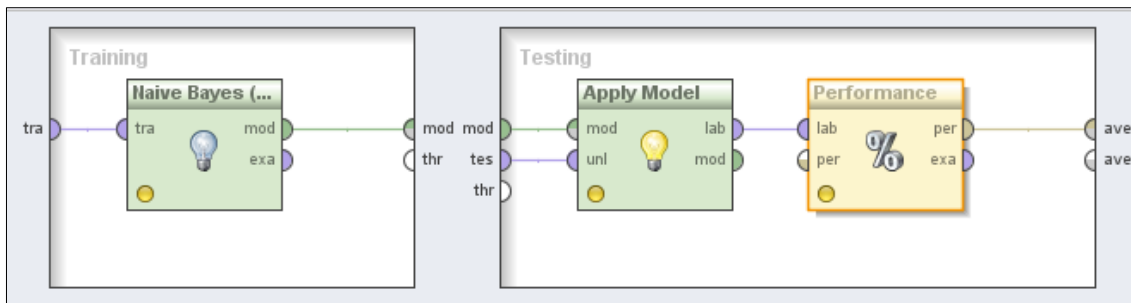 Training
Naive Bayes (...
tra
tra
mod
exa
mod
thr
Testing
mod
tes
thr
Apply Model
mod
unl
lab
mod
Performance
lab
per
%
per
exa
ave
ave